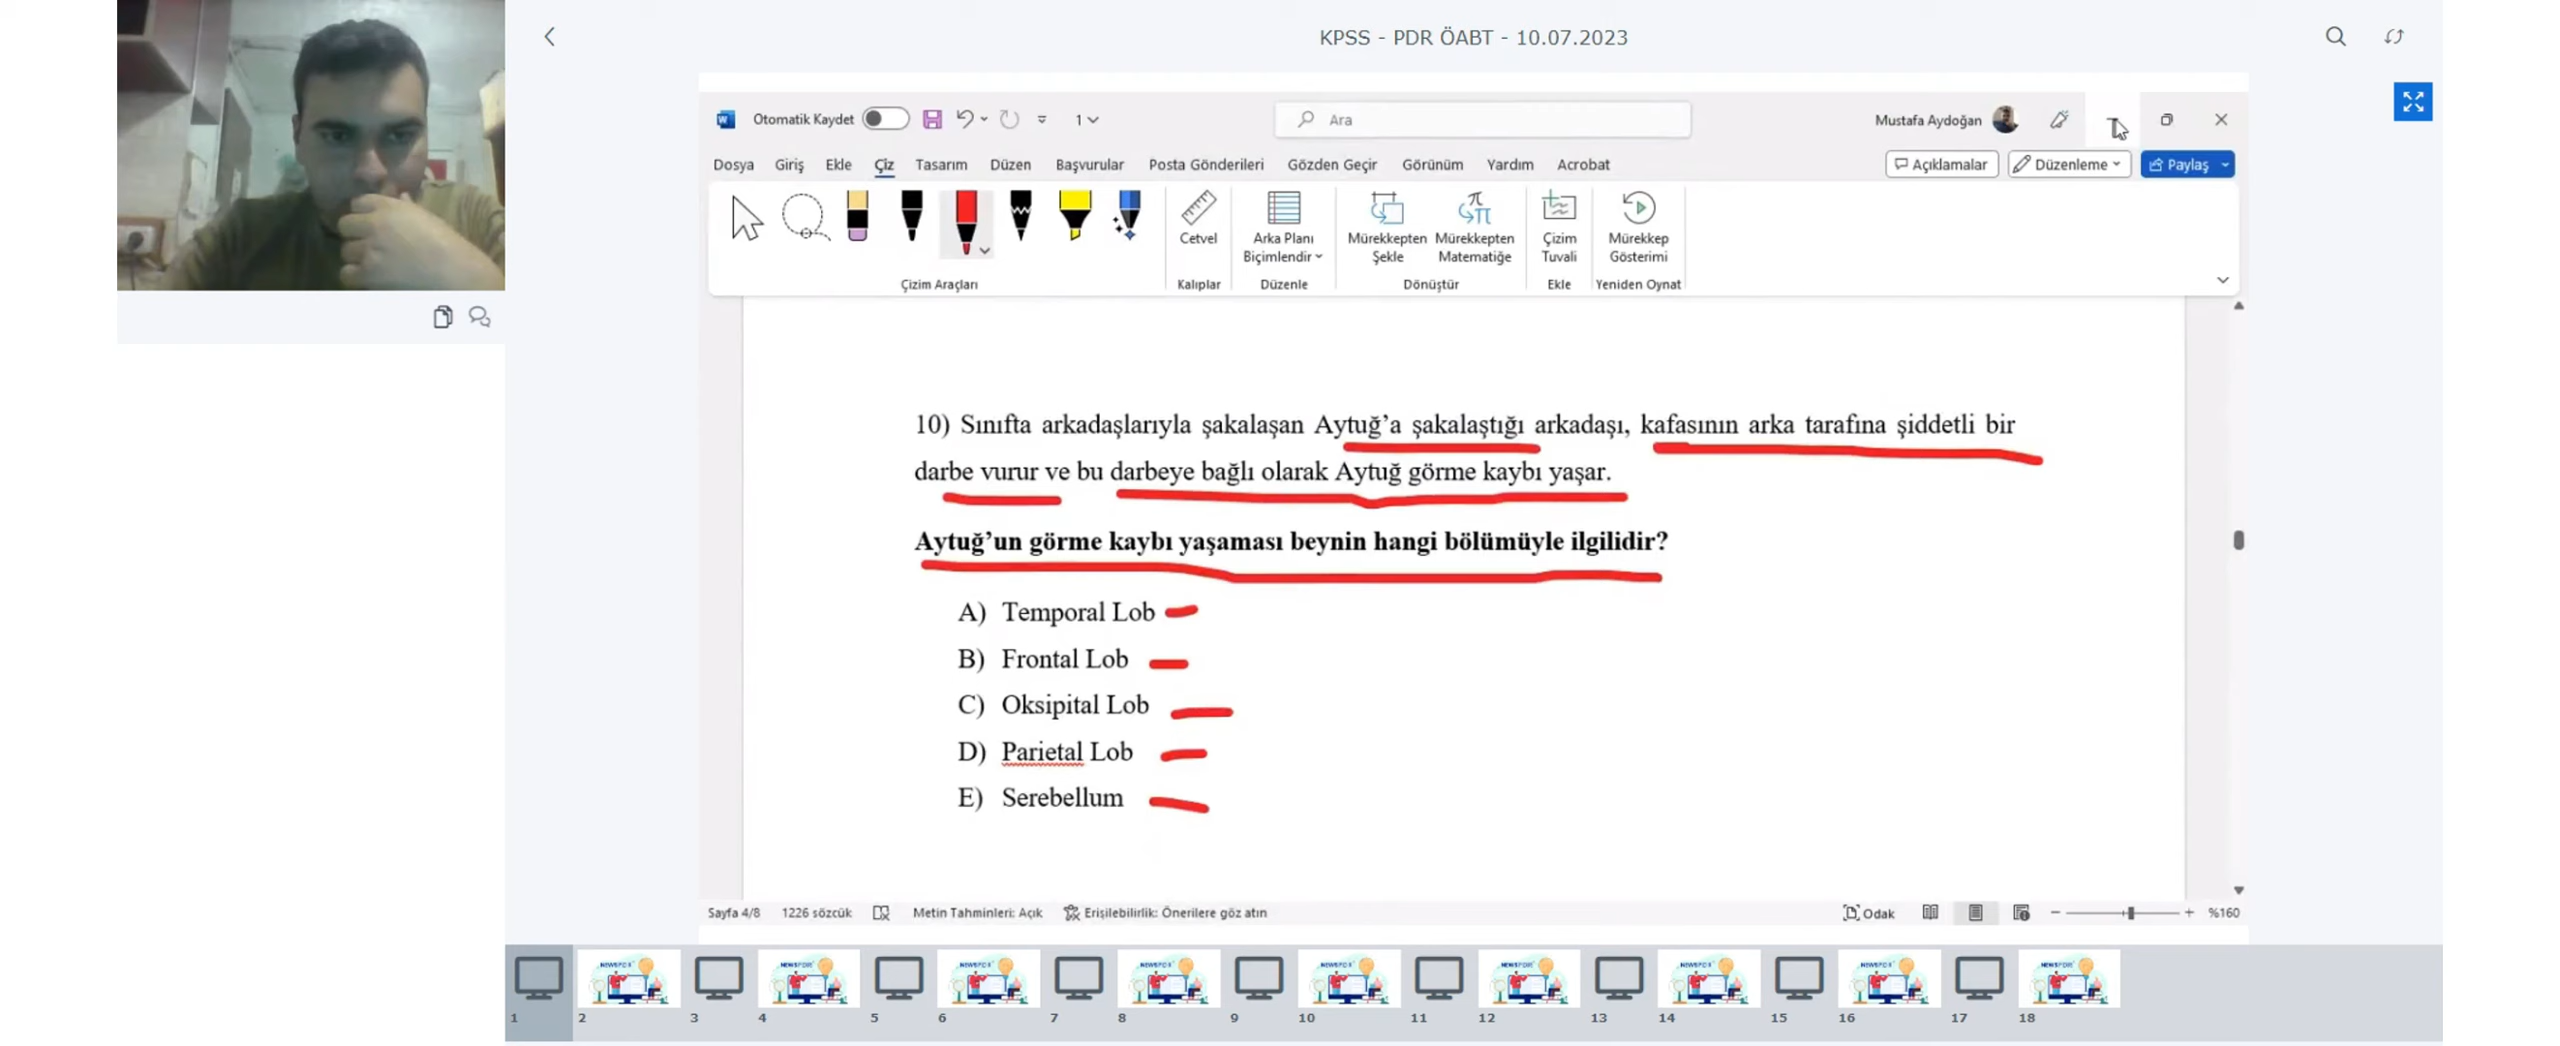 KPSS - PDR ÖABT - 10.07.2023
Otomatik Kaydet
1
Ara
Mustafa Aydoğan
Dosya Giriş Ekle Çiz Tasarım Düzen Başvurular Posta Gönderileri Gözden Geçir Görünüm Yardım Acrobat
Açıklamalar Düzenleme Paylaş
Cetvel
Arka Planı Biçimlendir
Mürekkepten Şekle
Mürekkepten Matematiğe
Çizim Tuvali
Mürekkep Gösterimi
Çizim Araçları Kalıplar Düzenle Dönüştür Ekle Yeniden Oynat
10) Sınıfta arkadaşlarıyla şakalaşan Aytuğ’a şakalaştığı arkadaşı, kafasının arka tarafına şiddetli bir
darbe vurur ve bu darbeye bağlı olarak Aytuğ görme kaybı yaşar.
Aytuğ’un görme kaybı yaşaması beynin hangi bölümüyle ilgilidir?
A) Temporal Lob
B) Frontal Lob
C) Oksipital Lob
D) Parietal Lob
E) Serebellum
Sayfa 4/8 1226 sözcük Metin Tahminleri: Açık Erişilebilirlik: Önerilere göz atın Odak %160
1 2 3 4 5 6 7 8 9 10 11 12 13 14 15 16 17 18